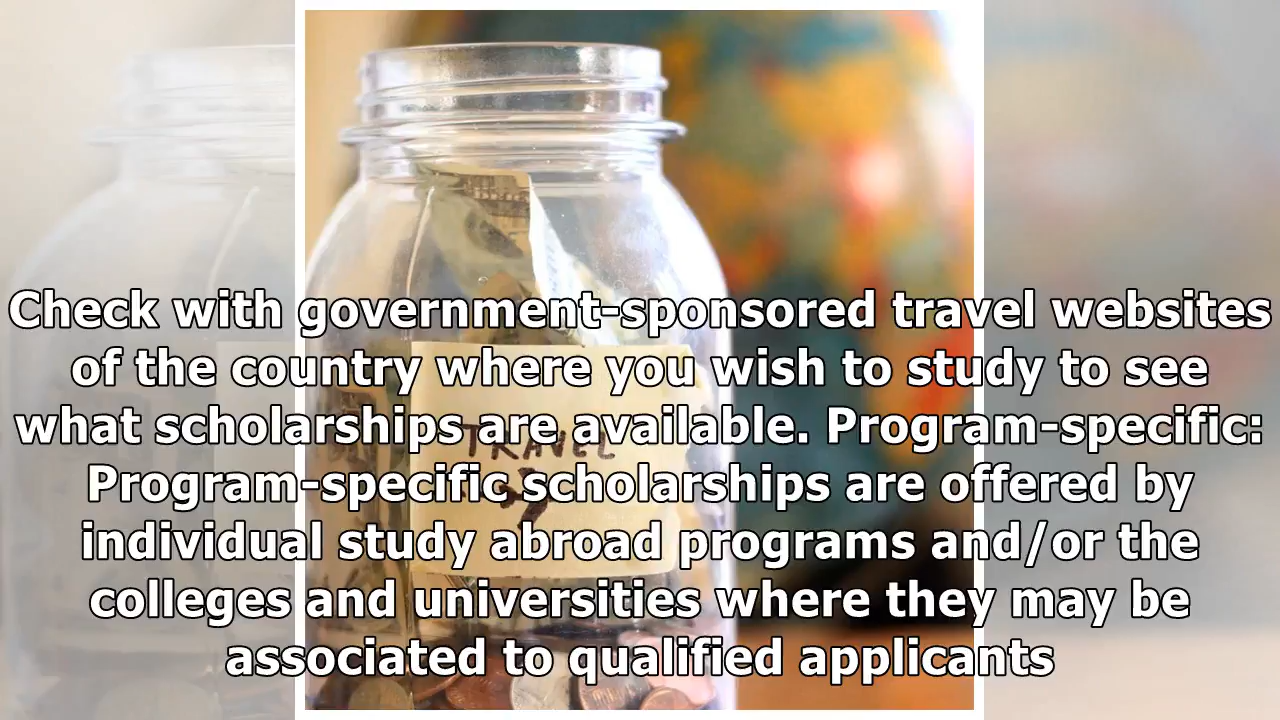 Check with government-sponsored travel websites
of the country where you wish to study to see
what scholarships are available. Program-specific:
Program-specific scholarships are offered by
individual study abroad programs and/or the
colleges and universities where they may be
associated to qualified applicants
TRAVEL